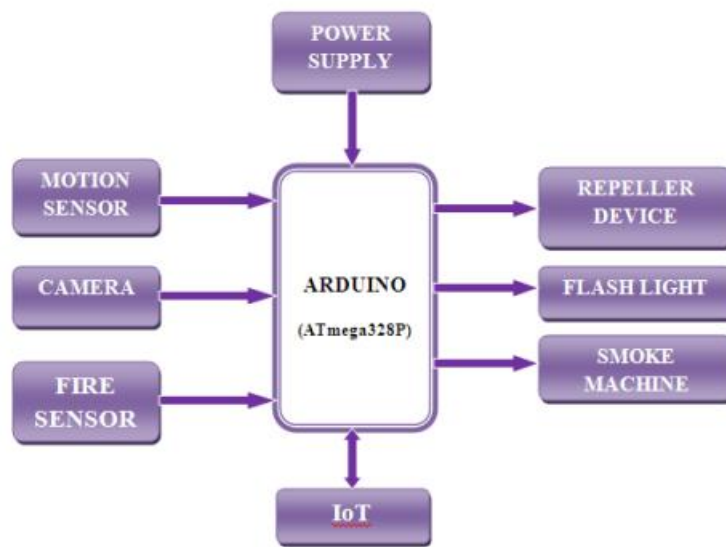 POWER
SUPPLY
MOTION
SENSOR
CAMERA
FIRE
SENSOR
ARDUINO
(ATmega328P)
REPELLER
DEVICE
FLASH LIGHT
SMOKE
MACHINE
IoT